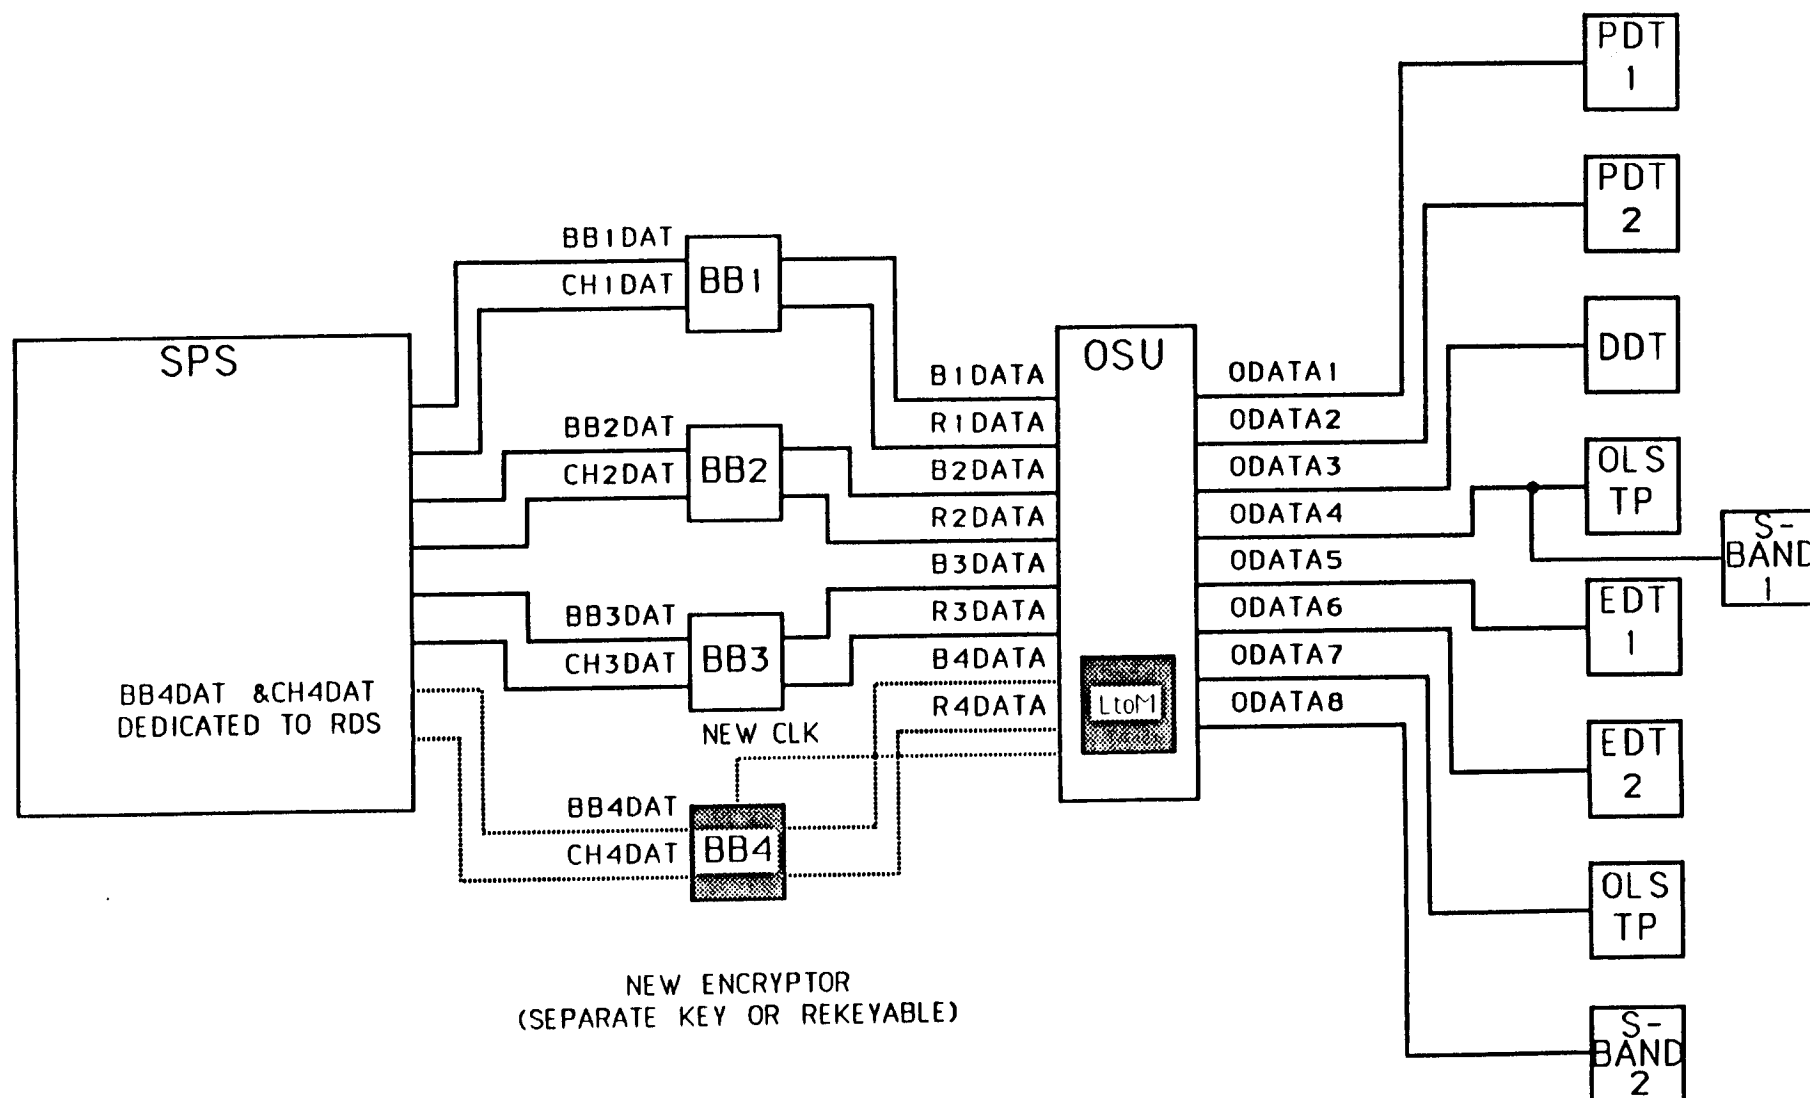 SPS
BB4DAT &CH4DAT
DEDICATED TO RDS
BB1DAT
CH1DAT
BB1
BB2DAT
CH2DAT
BB2
BB3DAT
CH3DAT
BB3
NEW CLK
BB4DAT
CH4DAT
BB4
NEW ENCRYPTOR
(SEPARATE KEY OR REKEYABLE)
B1DATA
R1DATA
B2DATA
R2DATA
B3DATA
R3DATA
B4DATA
R4DATA
OSU
LtoM
ODATA1
ODATA2
ODATA3
ODATA4
ODATA5
ODATA6
ODATA7
ODATA8
PDT
1
PDT
2
DDT
OLS
TP
S-
BAND
1
EDT
1
EDT
2
OLS
TP
S-
BAND
2